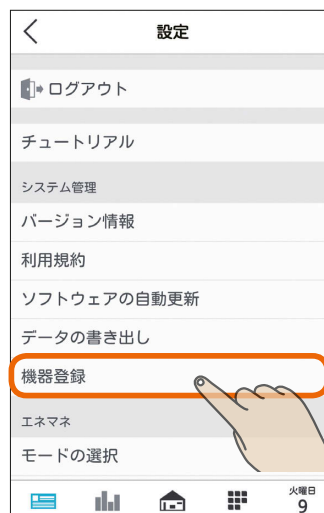 設定
ログアウト
チュートリアル
システム管理
バージョン情報
利用規約
ソフトウェアの自動更新
データの書き出し
機器登録
エネマネ
モードの選択
火曜日
9